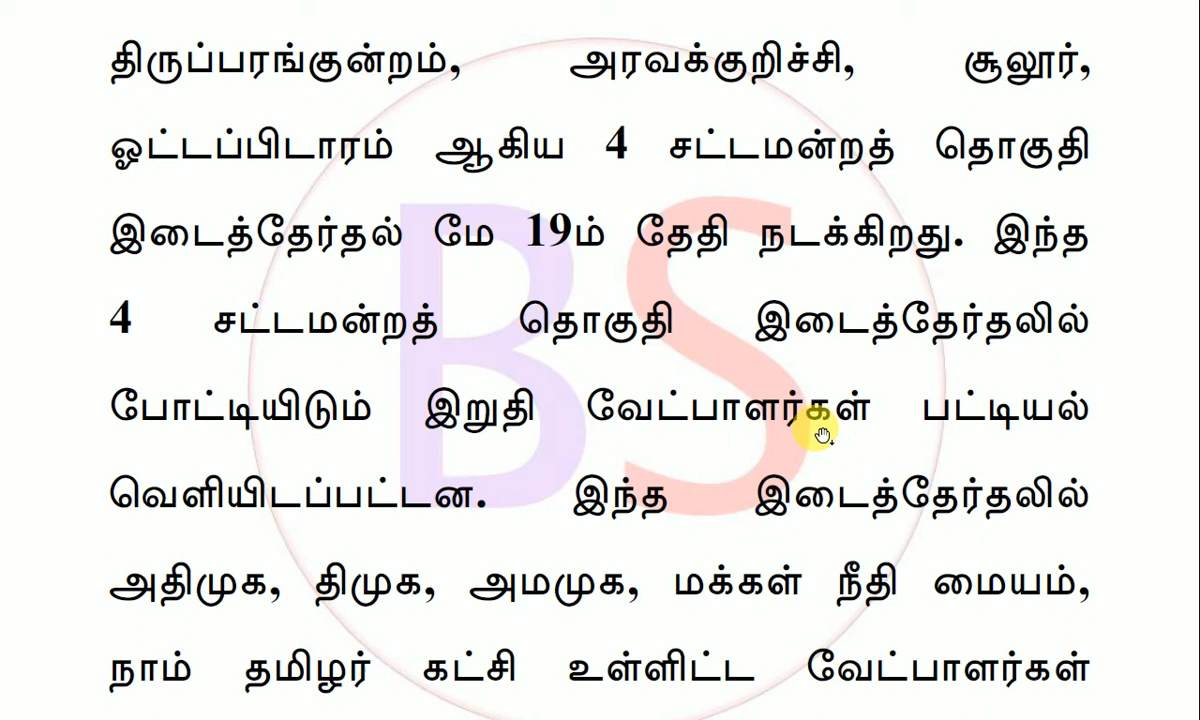 திருப்பரங்குன்றம், அரவக்குறிச்சி, சூலூர்,
ஓட்டப்பிடாரம் ஆகிய 4 சட்டமன்றத் தொகுதி
இடைத்தேர்தல் மே 19ம் தேதி நடக்கிறது. இந்த
4 சட்டமன்றத் தொகுதி இடைத்தேர்தலில்
போட்டியிடும் இறுதி வேட்பாளர்கள் பட்டியல்
வெளியிடப்பட்டன. இந்த இடைத்தேர்தலில்
அதிமுக, திமுக, அமமுக, மக்கள் நீதி மையம்,
நாம் தமிழர் கட்சி உள்ளிட்ட வேட்பாளர்கள்
BS